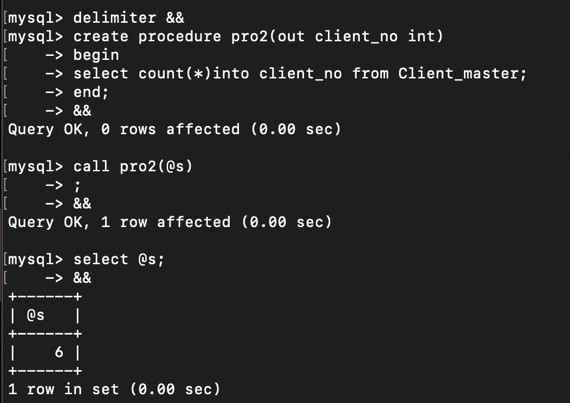 [mysql> delimiter &&
[mysql> create procedure pro2(out client_no int)
[    -> begin
[    -> select count(*)into client_no from Client_master;
[    -> end;
[    -> &&
Query OK, 0 rows affected (0.00 sec)

[mysql> call pro2(@s)
[    -> ;
[    -> &&
Query OK, 1 row affected (0.00 sec)

[mysql> select @s;
[    -> &&
+------+
| @s   |
+------+
|    6 |
+------+
1 row in set (0.00 sec)